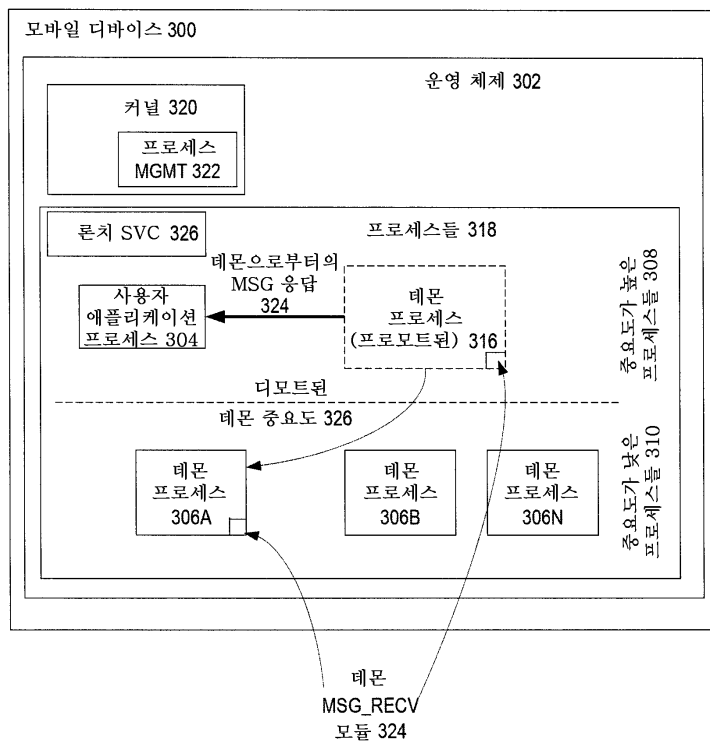 모바일 디바이스 300
운영 체제 302
커널 320
프로세스
MGMT 322
론치 SVC 326
프로세스들 318
데몬으로부터의
MSG 응답
324
사용자
애플리케이션
프로세스 304
데몬
프로세스
(프로모트된) 316
중요도가 높은
프로세스들 308
디모트된
데몬 중요도 326
데몬
프로세스
306A
데몬
프로세스
306B
데몬
프로세스
306N
중요도가 낮은
프로세스들 310
데몬
MSG_RECV
모듈 324